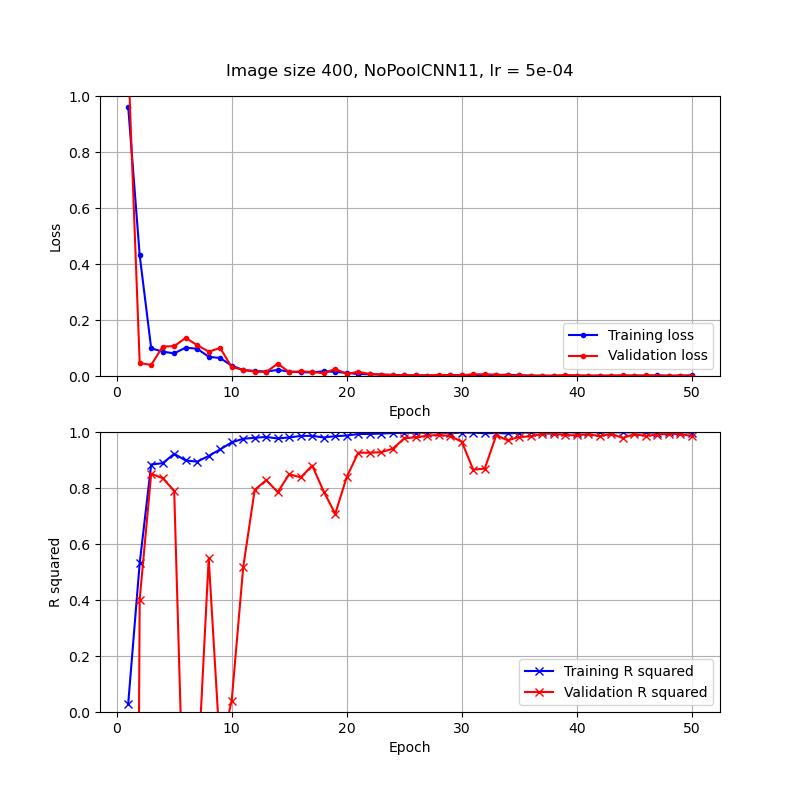 Image size 400, NoPoolCNN11, lr = 5e-04
1.0
0.8
0.6
0.4
0.2
0.0
Loss
Training loss
Validation loss
0 10 20 30 40 50
Epoch
1.0
0.8
0.6
0.4
0.2
0.0
R squared
Training R squared
Validation R squared
0 10 20 30 40 50
Epoch